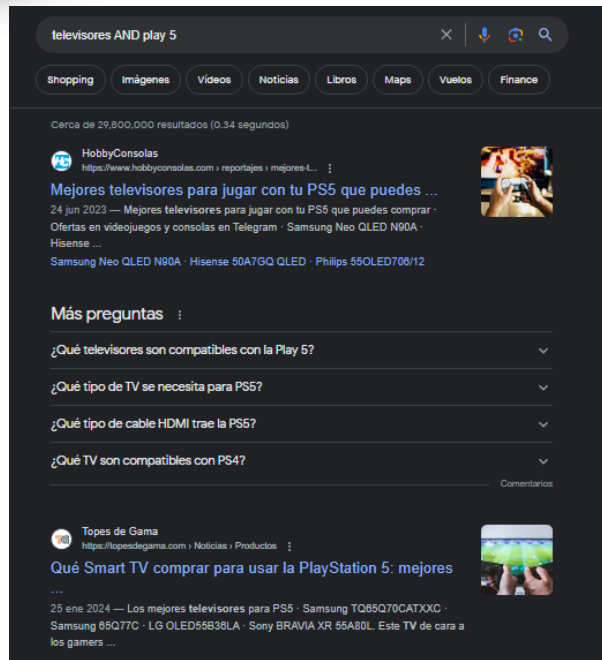 televisores AND play 5
Shopping
Imágenes
Vídeos
Noticias
Libros
Maps
Vuelos
Finance
Cerca de 29,800,000 resultados (0.34 segundos)
HobbyConsolas
https://www.hobbyconsolas.com › reportajes › mejores-t...
Mejores televisores para jugar con tu PS5 que puedes ...
24 jun 2023 — Mejores televisores para jugar con tu PS5 que puedes comprar ·
Ofertas en videojuegos y consolas en Telegram · Samsung Neo QLED N90A ·
Hisense ...
Samsung Neo QLED N90A · Hisense 50A7GQ QLED · Philips 55OLED706/12
Más preguntas
¿Qué televisores son compatibles con la Play 5?
¿Qué tipo de TV se necesita para PS5?
¿Qué tipo de cable HDMI trae la PS5?
¿Qué TV son compatibles con PS4?
Comentarios
Topes de Gama
https://topesdegama.com › Noticias › Productos
Qué Smart TV comprar para usar la PlayStation 5: mejores
...
25 ene 2024 — Los mejores televisores para PS5 · Samsung TQ65Q70CATXXC ·
Samsung 65Q77C · LG OLED55B36LA · Sony BRAVIA XR 55A80L. Este TV de cara a
los gamers ...